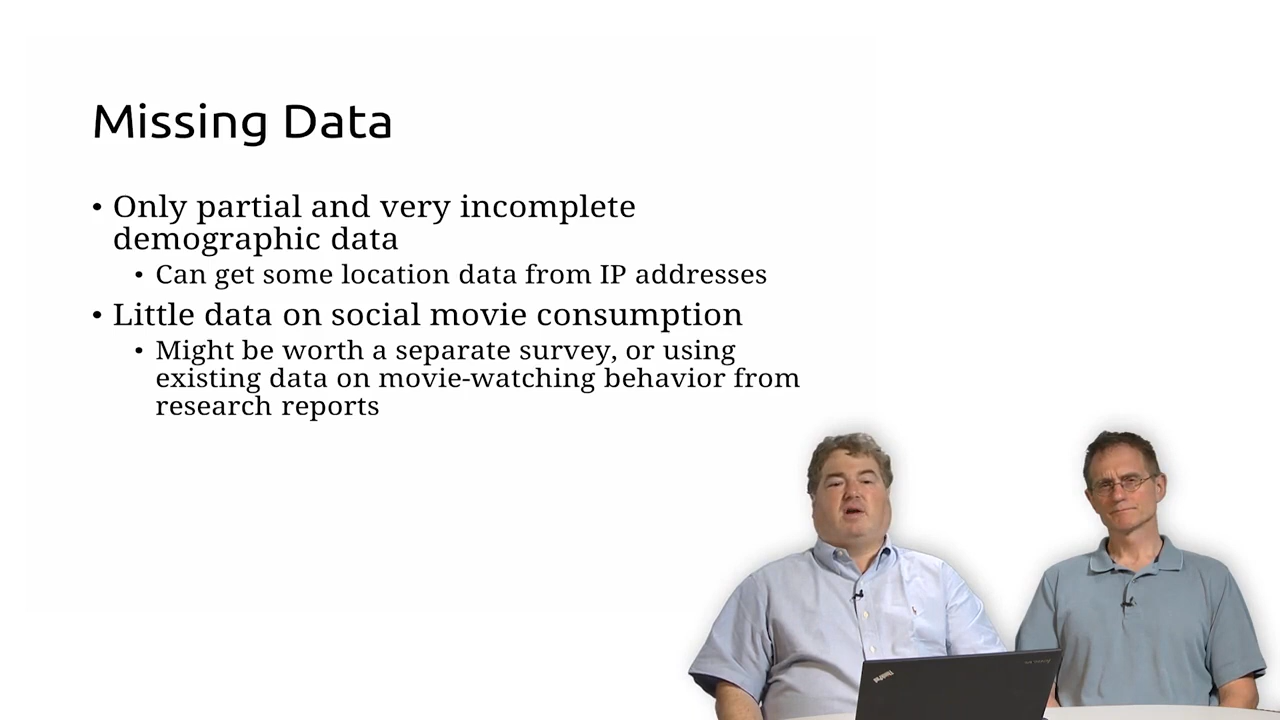 Missing Data
• Only partial and very incomplete
demographic data
• Can get some location data from IP addresses
• Little data on social movie consumption
• Might be worth a separate survey, or using
existing data on movie-watching behavior from
research reports
ThinkPad